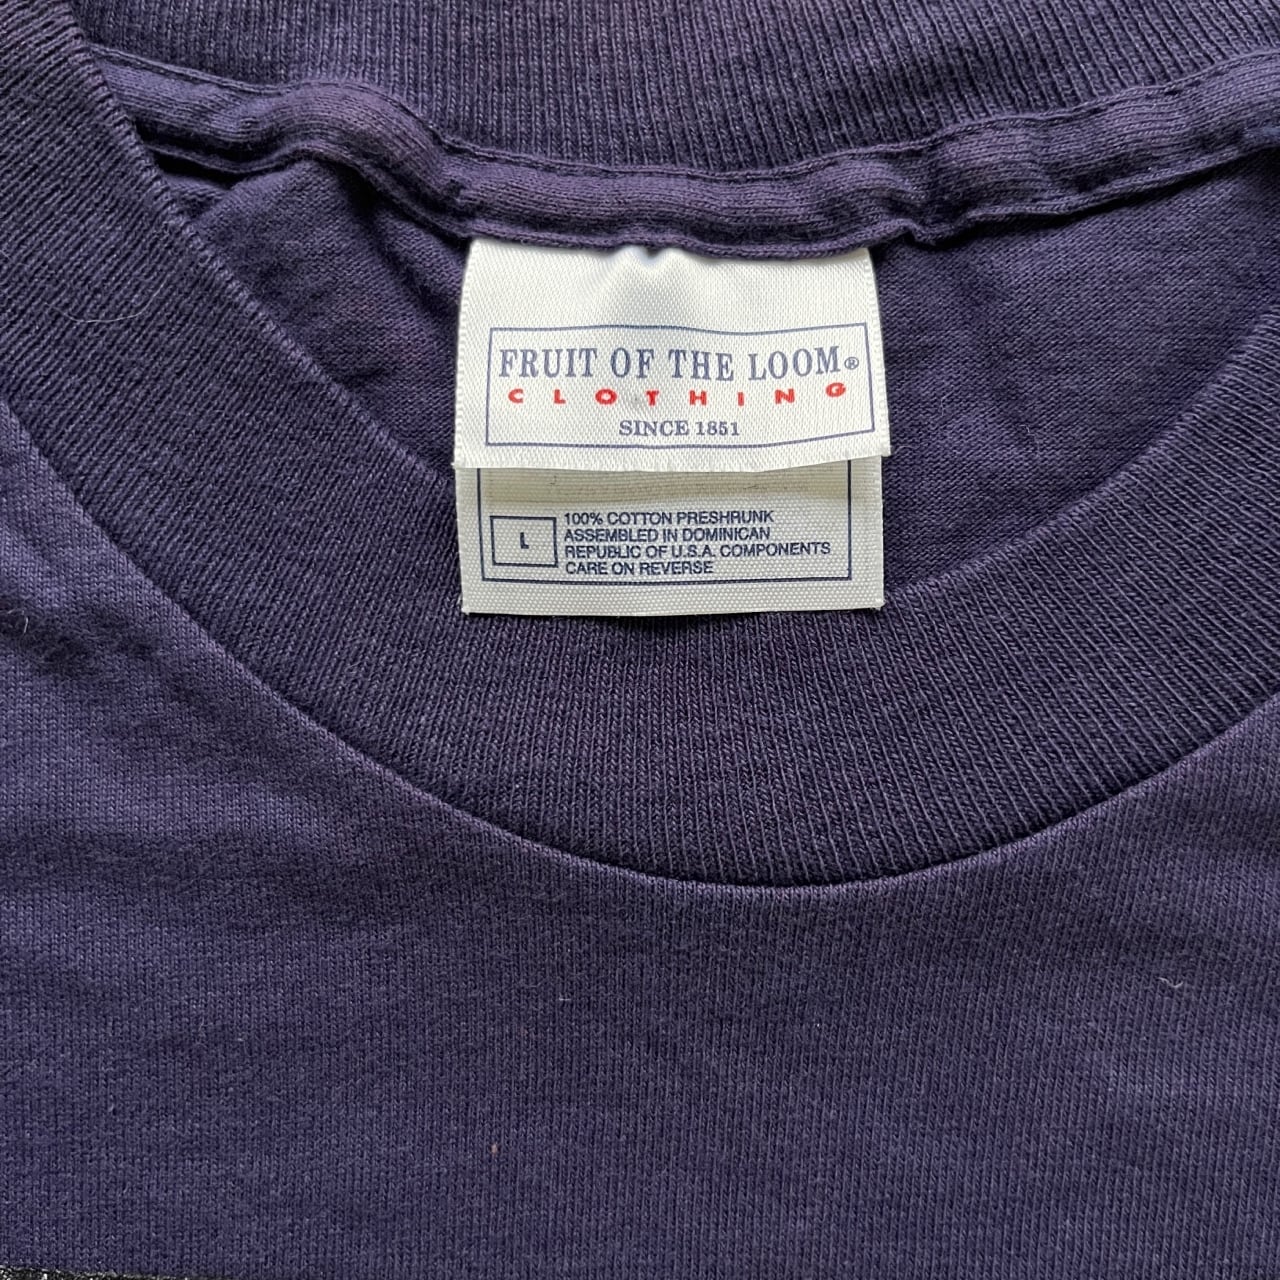 FRUIT OF THE LOOM®
CLOTHING
SINCE 1851
L
100% COTTON PRESHRUNK
ASSEMBLED IN DOMINICAN
REPUBLIC OF U.S.A. COMPONENTS
CARE ON REVERSE